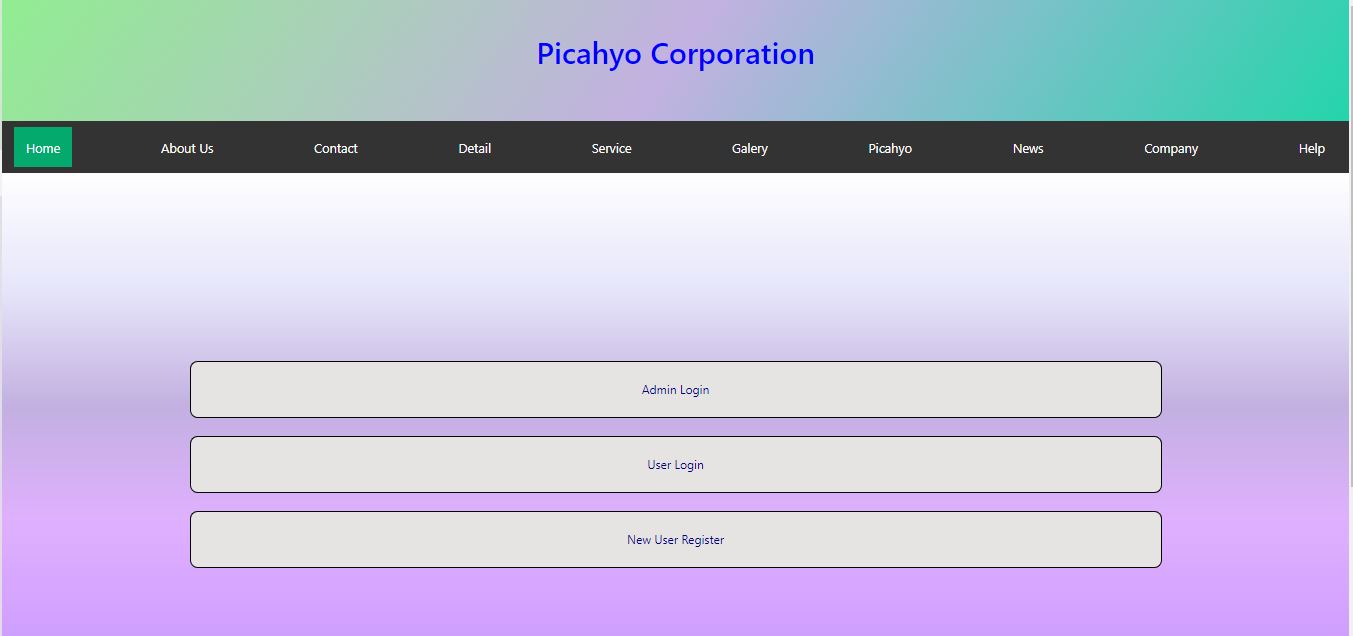 Picahyo Corporation
Home About Us Contact Detail Service Galery Picahyo News Company Help
Admin Login
User Login
New User Register